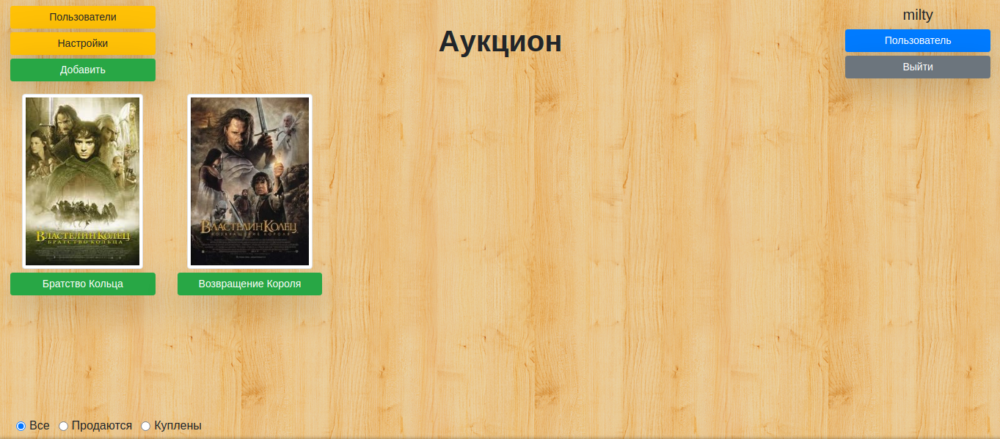 Пользователи
Настройки
Добавить
Аукцион
milty
Пользователь
Выйти
ВЛАСТЕЛИН КОЛЕЦ
БРАТСТВО КОЛЬЦА
ВЛАСТЕЛИН КОЛЕЦ
ВОЗВРАЩЕНИЕ КОРОЛЯ
Братство Кольца
Возвращение Короля
Все
Продаются
Куплены